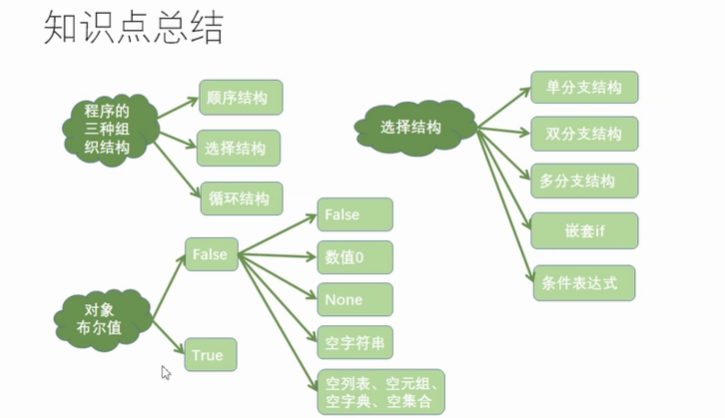 知识点总结
程序的
三种组
织结构
顺序结构
选择结构
循环结构
选择结构
单分支结构
双分支结构
多分支结构
嵌套if
条件表达式
对象
布尔值
False
True
False
数值0
None
空字符串
空列表、空元组、
空字典、空集合